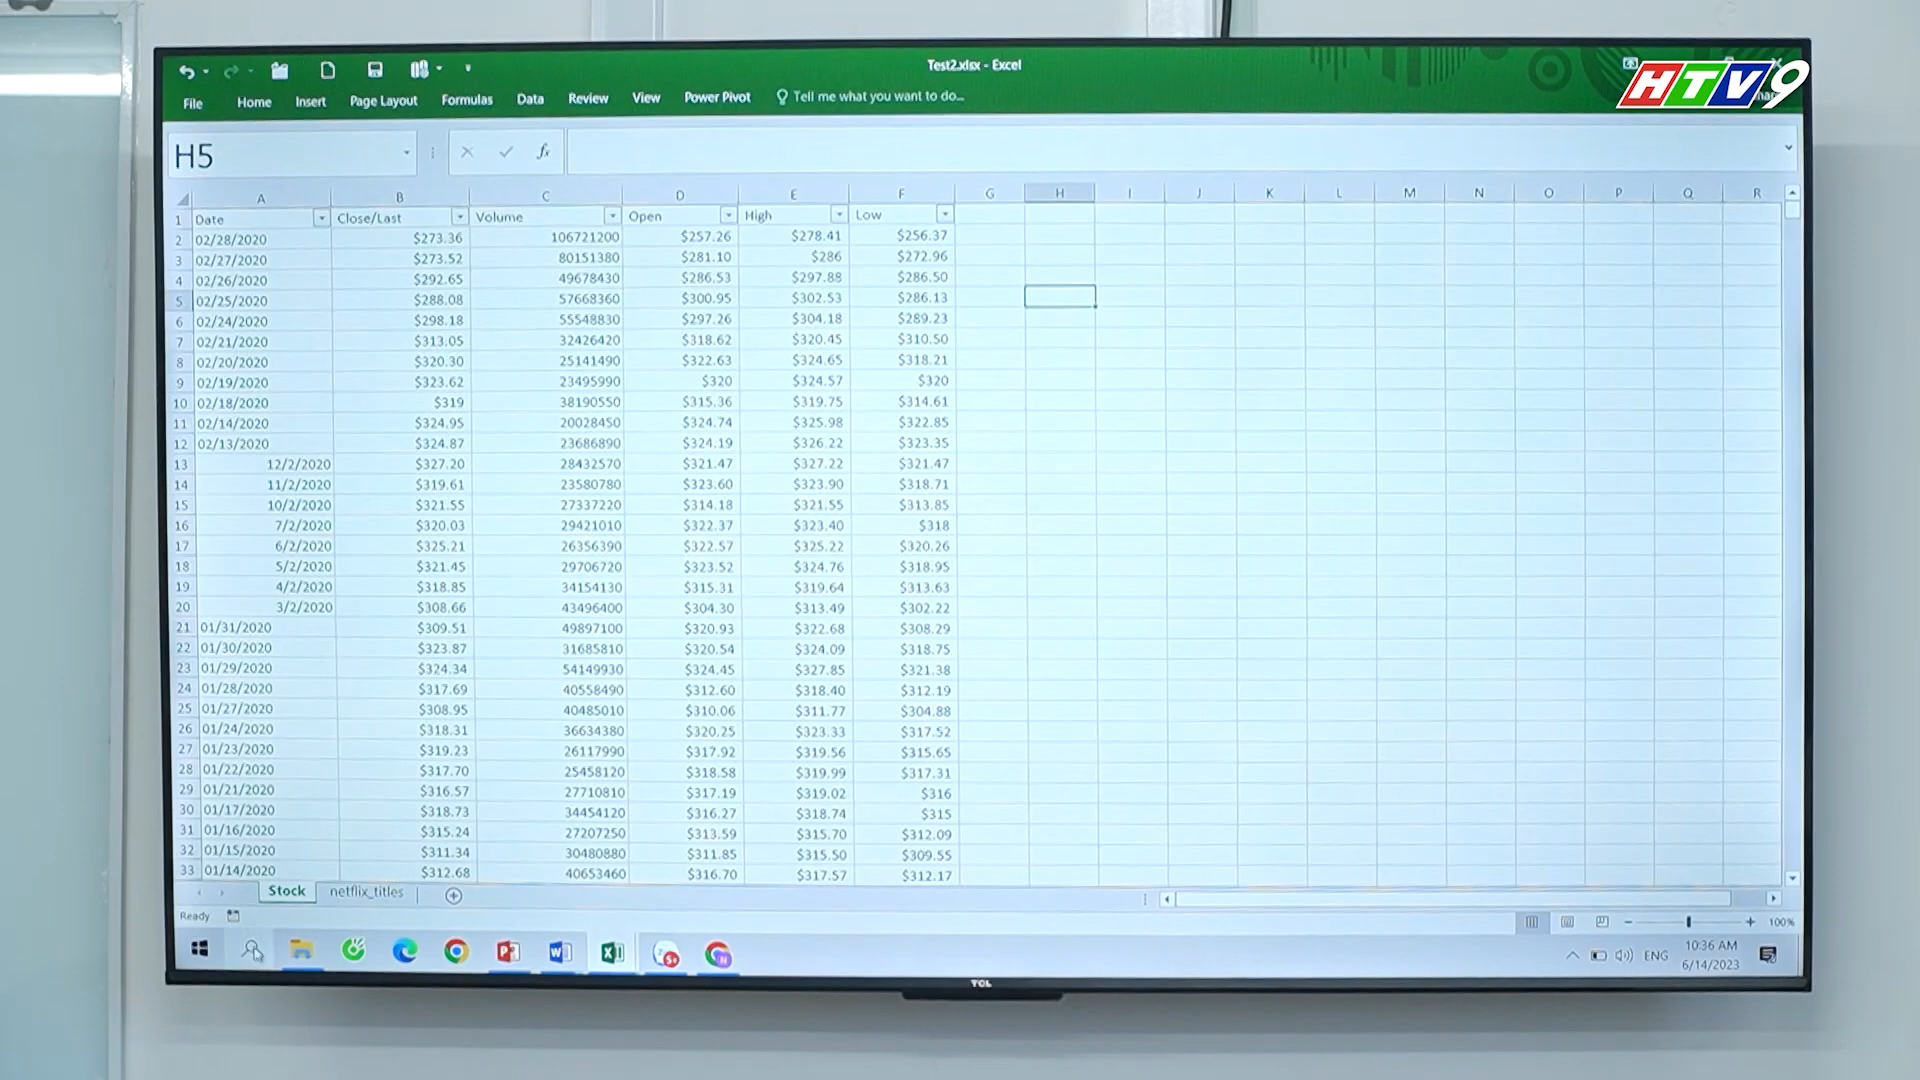 Test2.xlsx - Excel
HTV9
File Home Insert Page Layout Formulas Data Review View Power Pivot Tell me what you want to do...
H5 fx
A B C D E F G H I J K L M N O P Q R
1 Date Close/Last Volume Open High Low
2 02/28/2020 $273.36 106721200 $257.26 $278.41 $256.37
3 02/27/2020 $273.52 80151380 $281.10 $286 $272.96
4 02/26/2020 $292.65 49678430 $286.53 $297.88 $286.50
5 02/25/2020 $288.08 57668360 $300.95 $302.53 $286.13
6 02/24/2020 $298.18 55548830 $297.26 $304.18 $289.23
7 02/21/2020 $313.05 32426420 $318.62 $320.45 $310.50
8 02/20/2020 $320.30 25141490 $322.63 $324.65 $318.21
9 02/19/2020 $323.62 23495990 $320 $324.57 $320
10 02/18/2020 $319 38190550 $315.36 $319.75 $314.61
11 02/14/2020 $324.95 20028450 $324.74 $325.98 $322.85
12 02/13/2020 $324.87 23686890 $324.19 $326.22 $323.35
13 12/2/2020 $327.20 28432570 $321.47 $327.22 $321.47
14 11/2/2020 $319.61 23580780 $323.60 $323.90 $318.71
15 10/2/2020 $321.55 27337220 $314.18 $321.55 $313.85
16 7/2/2020 $320.03 29421010 $322.37 $323.40 $318
17 6/2/2020 $325.21 26356390 $322.57 $325.22 $320.26
18 5/2/2020 $321.45 29706720 $323.52 $324.76 $318.95
19 4/2/2020 $318.85 34154130 $315.31 $319.64 $313.63
20 3/2/2020 $308.66 43496400 $304.30 $313.49 $302.22
21 01/31/2020 $309.51 49897100 $320.93 $322.68 $308.29
22 01/30/2020 $323.87 31685810 $320.54 $324.09 $318.75
23 01/29/2020 $324.34 54149930 $324.45 $327.85 $321.38
24 01/28/2020 $317.69 40558490 $312.60 $318.40 $312.19
25 01/27/2020 $308.95 40485010 $310.06 $311.77 $304.88
26 01/24/2020 $318.31 36634380 $320.25 $323.33 $317.52
27 01/23/2020 $319.23 26117990 $317.92 $319.56 $315.65
28 01/22/2020 $317.70 25458120 $318.58 $319.99 $317.31
29 01/21/2020 $316.57 27710810 $317.19 $319.02 $316
30 01/17/2020 $318.73 34454120 $316.27 $318.74 $315
31 01/16/2020 $315.24 27207250 $313.59 $315.70 $312.09
32 01/15/2020 $311.34 30480880 $311.85 $315.50 $309.55
33 01/14/2020 $312.68 40653460 $316.70 $317.57 $312.17
Stock netflix_titles
Ready 100%
ENG 10:36 AM
6/14/2023
TCL